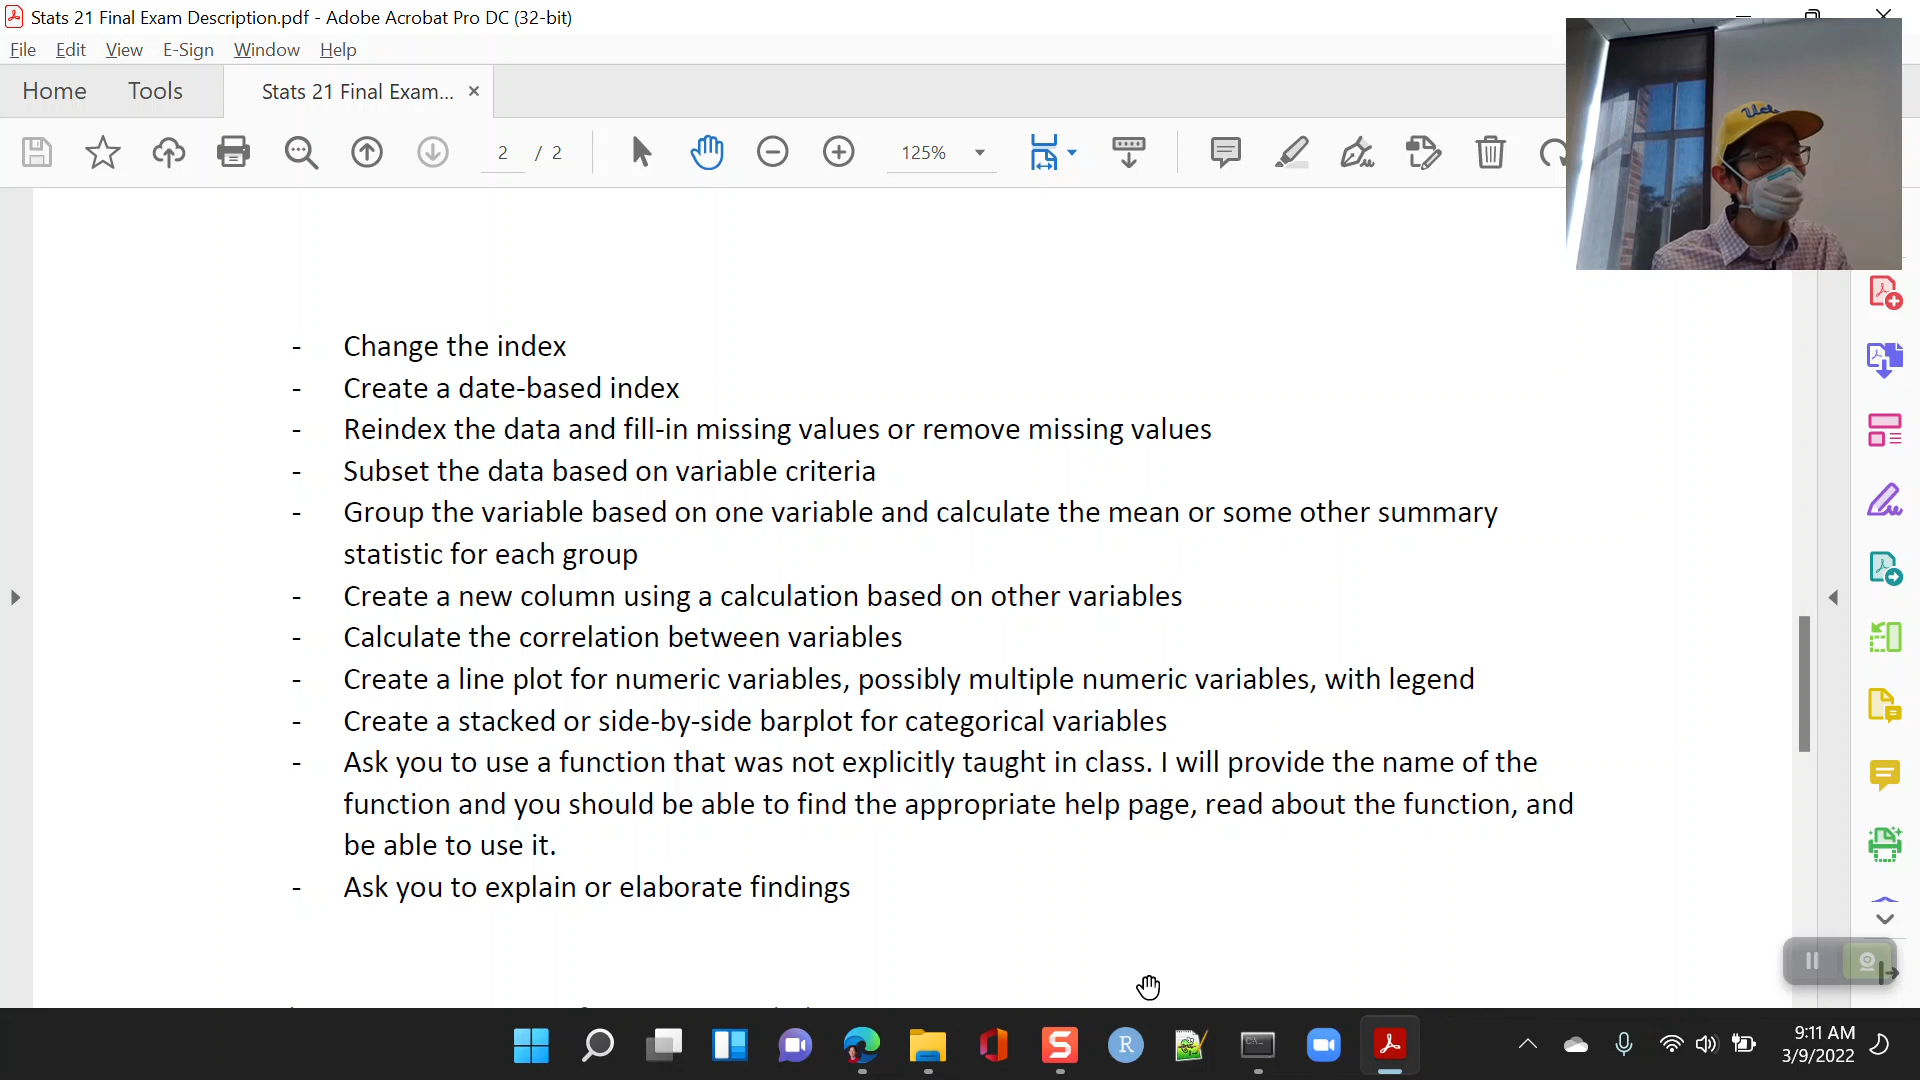 Stats 21 Final Exam Description.pdf - Adobe Acrobat Pro DC (32-bit)
File Edit View E-Sign Window Help
Home Tools Stats 21 Final Exam... ×
2 / 2 125%
- Change the index
- Create a date-based index
- Reindex the data and fill-in missing values or remove missing values
- Subset the data based on variable criteria
- Group the variable based on one variable and calculate the mean or some other summary
statistic for each group
- Create a new column using a calculation based on other variables
- Calculate the correlation between variables
- Create a line plot for numeric variables, possibly multiple numeric variables, with legend
- Create a stacked or side-by-side barplot for categorical variables
- Ask you to use a function that was not explicitly taught in class. I will provide the name of the
function and you should be able to find the appropriate help page, read about the function, and
be able to use it.
- Ask you to explain or elaborate findings
9:11 AM
3/9/2022